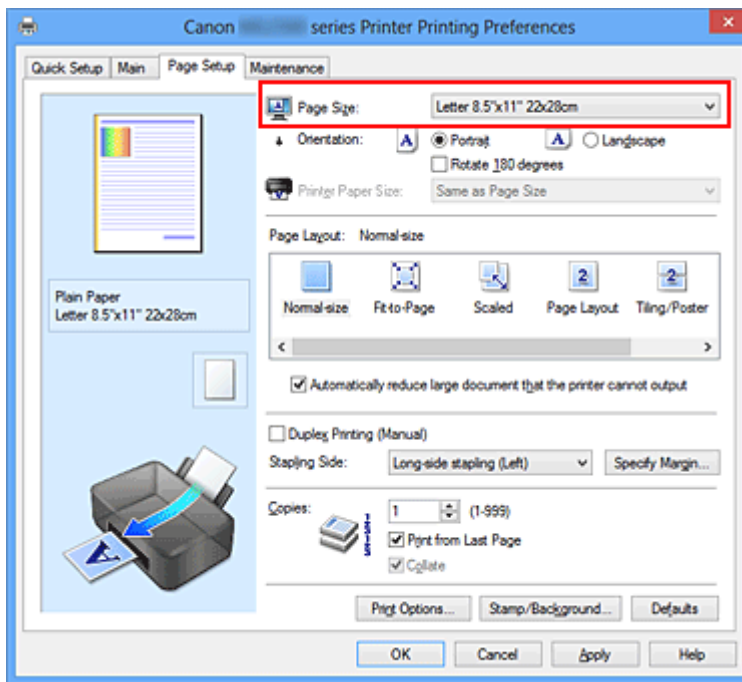 Canon series Printer Printing Preferences
Quick Setup Main Page Setup Maintenance
Page Size: Letter 8.5"x11" 22x28cm
Orientation: A Portrait A Landscape
Rotate 180 degrees
Printer Paper Size: Same as Page Size
Page Layout: Normal-size
Normal-size Fit-to-Page Scaled Page Layout Tiling/Poster
Plain Paper
Letter 8.5"x11" 22x28cm
Automatically reduce large document that the printer cannot output
Duplex Printing (Manual)
Stapling Side: Long-side stapling (Left) Specify Margin...
Copies: 1 (1-999)
Print from Last Page
Collate
Print Options... Stamp/Background... Defaults
OK Cancel Apply Help